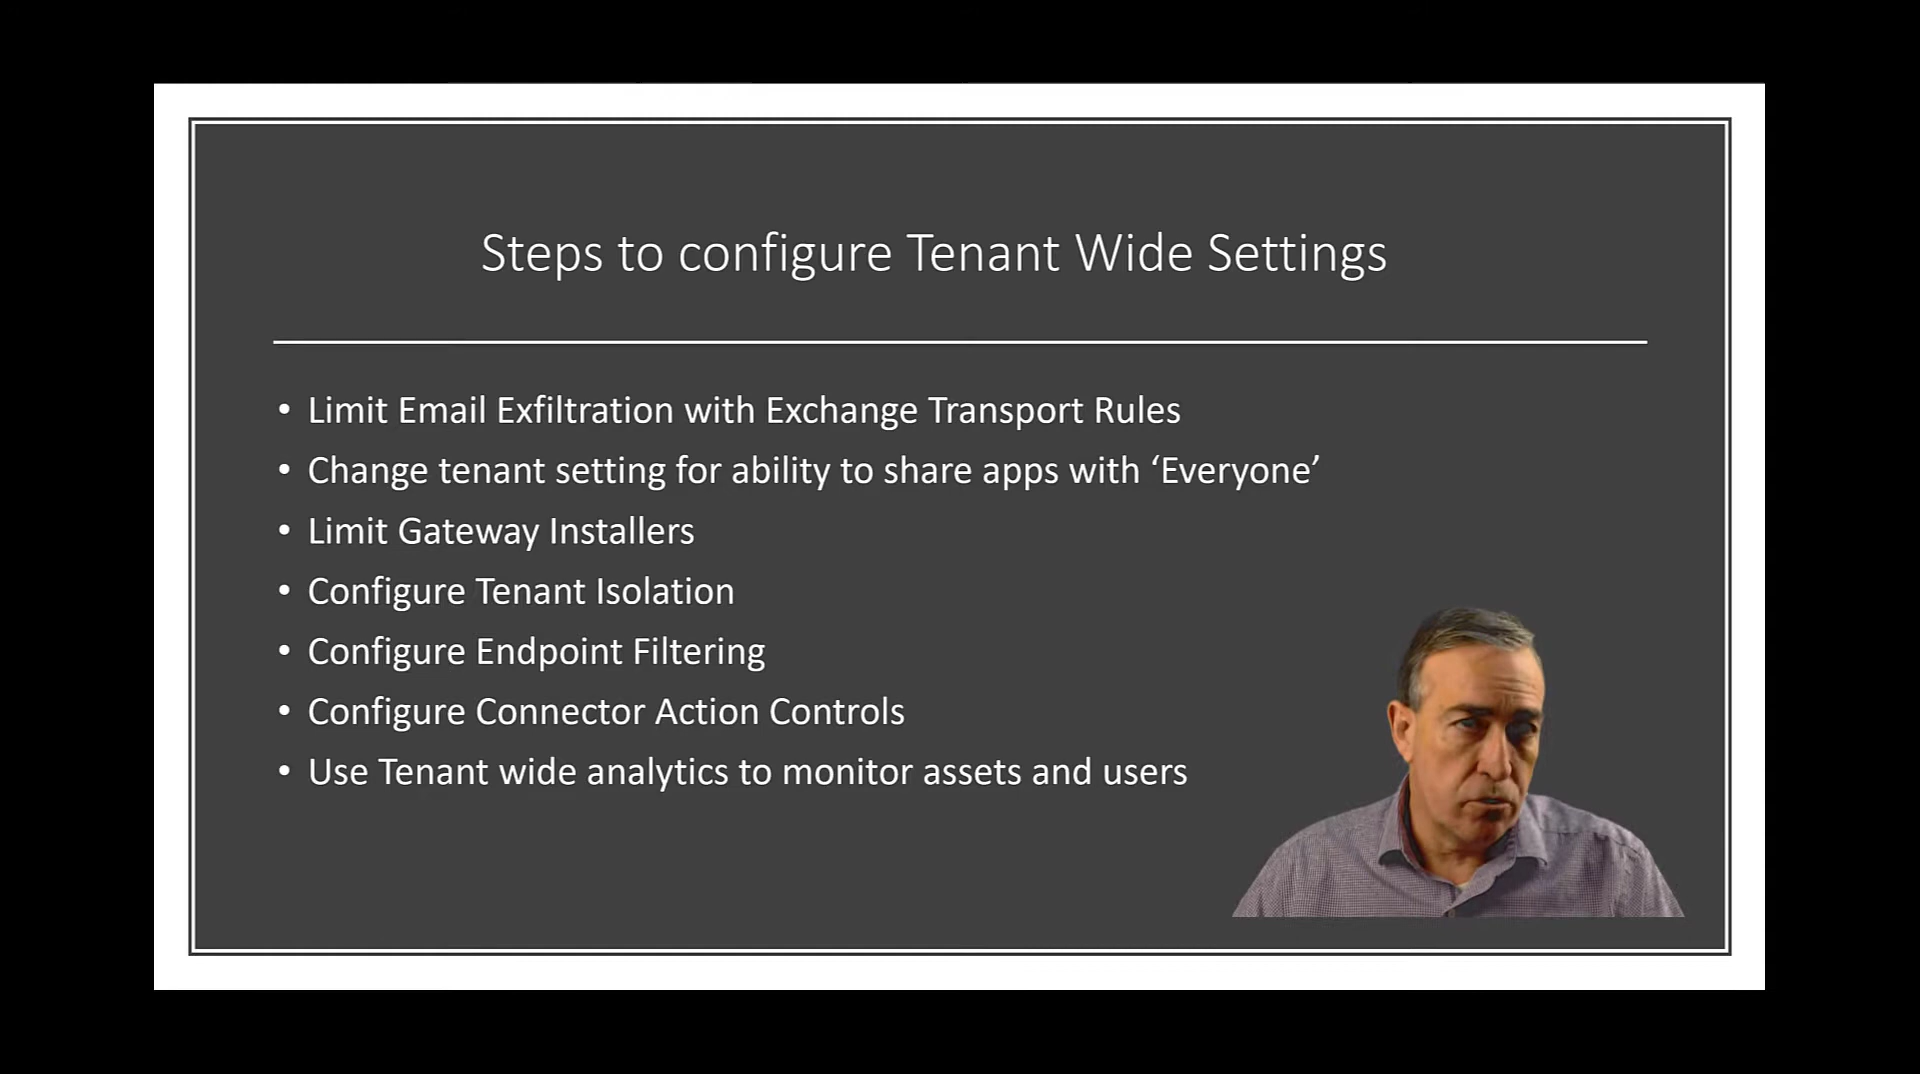 Steps to configure Tenant Wide Settings
• Limit Email Exfiltration with Exchange Transport Rules
• Change tenant setting for ability to share apps with ‘Everyone’
• Limit Gateway Installers
• Configure Tenant Isolation
• Configure Endpoint Filtering
• Configure Connector Action Controls
• Use Tenant wide analytics to monitor assets and users